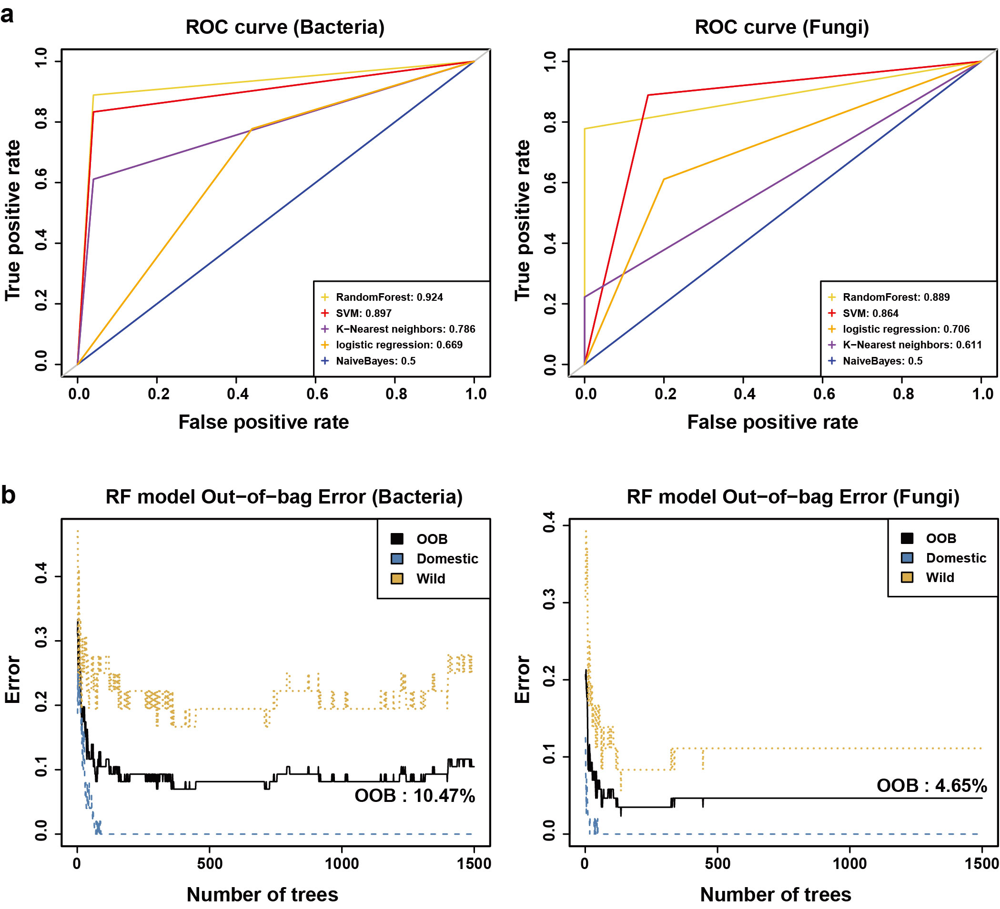 a
ROC curve (Bacteria)
True positive rate
1.0
0.8
0.6
0.4
0.2
0.0
RandomForest: 0.924
SVM: 0.897
K−Nearest neighbors: 0.786
logistic regression: 0.669
NaiveBayes: 0.5
0.0 0.2 0.4 0.6 0.8 1.0
False positive rate
ROC curve (Fungi)
True positive rate
1.0
0.8
0.6
0.4
0.2
0.0
RandomForest: 0.889
SVM: 0.864
logistic regression: 0.706
K−Nearest neighbors: 0.611
NaiveBayes: 0.5
0.0 0.2 0.4 0.6 0.8 1.0
False positive rate
b
RF model Out−of−bag Error (Bacteria)
Error
0.4
0.3
0.2
0.1
0.0
OOB
Domestic
Wild
OOB : 10.47%
0 500 1000 1500
Number of trees
RF model Out−of−bag Error (Fungi)
Error
0.4
0.3
0.2
0.1
0.0
OOB
Domestic
Wild
OOB : 4.65%
0 500 1000 1500
Number of trees